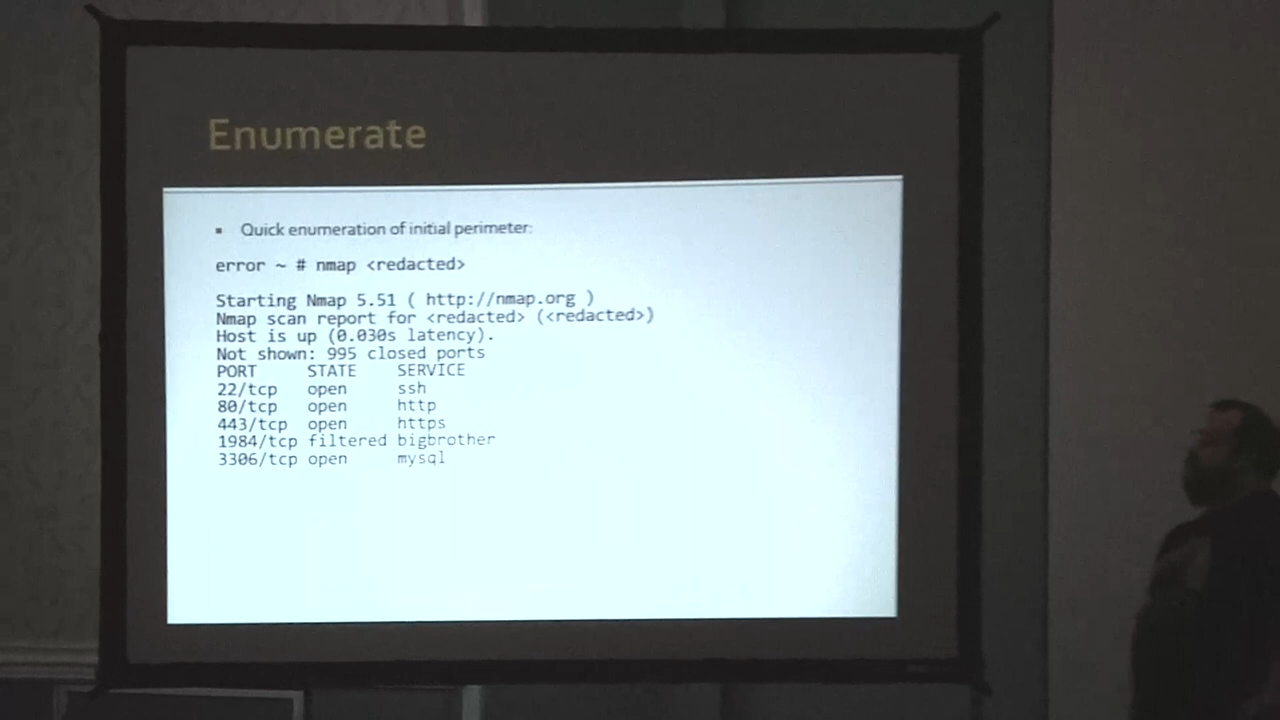 Enumerate
▪ Quick enumeration of initial perimeter:
error ~ # nmap <redacted>
Starting Nmap 5.51 ( http://nmap.org )
Nmap scan report for <redacted> (<redacted>)
Host is up (0.030s latency).
Not shown: 995 closed ports
PORT     STATE    SERVICE
22/tcp   open     ssh
80/tcp   open     http
443/tcp  open     https
1984/tcp filtered bigbrother
3306/tcp open     mysql